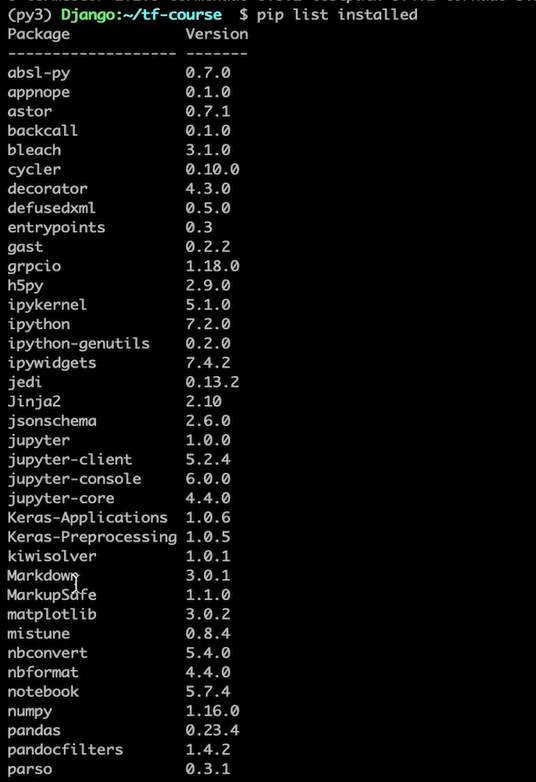 (py3) Django:~/tf-course  $ pip list installed
Package            Version
------------------ -------
absl-py            0.7.0
appnope            0.1.0
astor              0.7.1
backcall           0.1.0
bleach             3.1.0
cycler             0.10.0
decorator          4.3.0
defusedxml         0.5.0
entrypoints        0.3
gast               0.2.2
grpcio             1.18.0
h5py               2.9.0
ipykernel          5.1.0
ipython            7.2.0
ipython-genutils   0.2.0
ipywidgets         7.4.2
jedi               0.13.2
Jinja2             2.10
jsonschema         2.6.0
jupyter            1.0.0
jupyter-client     5.2.4
jupyter-console    6.0.0
jupyter-core       4.4.0
Keras-Applications 1.0.6
Keras-Preprocessing 1.0.5
kiwisolver         1.0.1
Markdown           3.0.1
MarkupSafe         1.1.0
matplotlib         3.0.2
mistune            0.8.4
nbconvert          5.4.0
nbformat           4.4.0
notebook           5.7.4
numpy              1.16.0
pandas             0.23.4
pandocfilters      1.4.2
parso              0.3.1